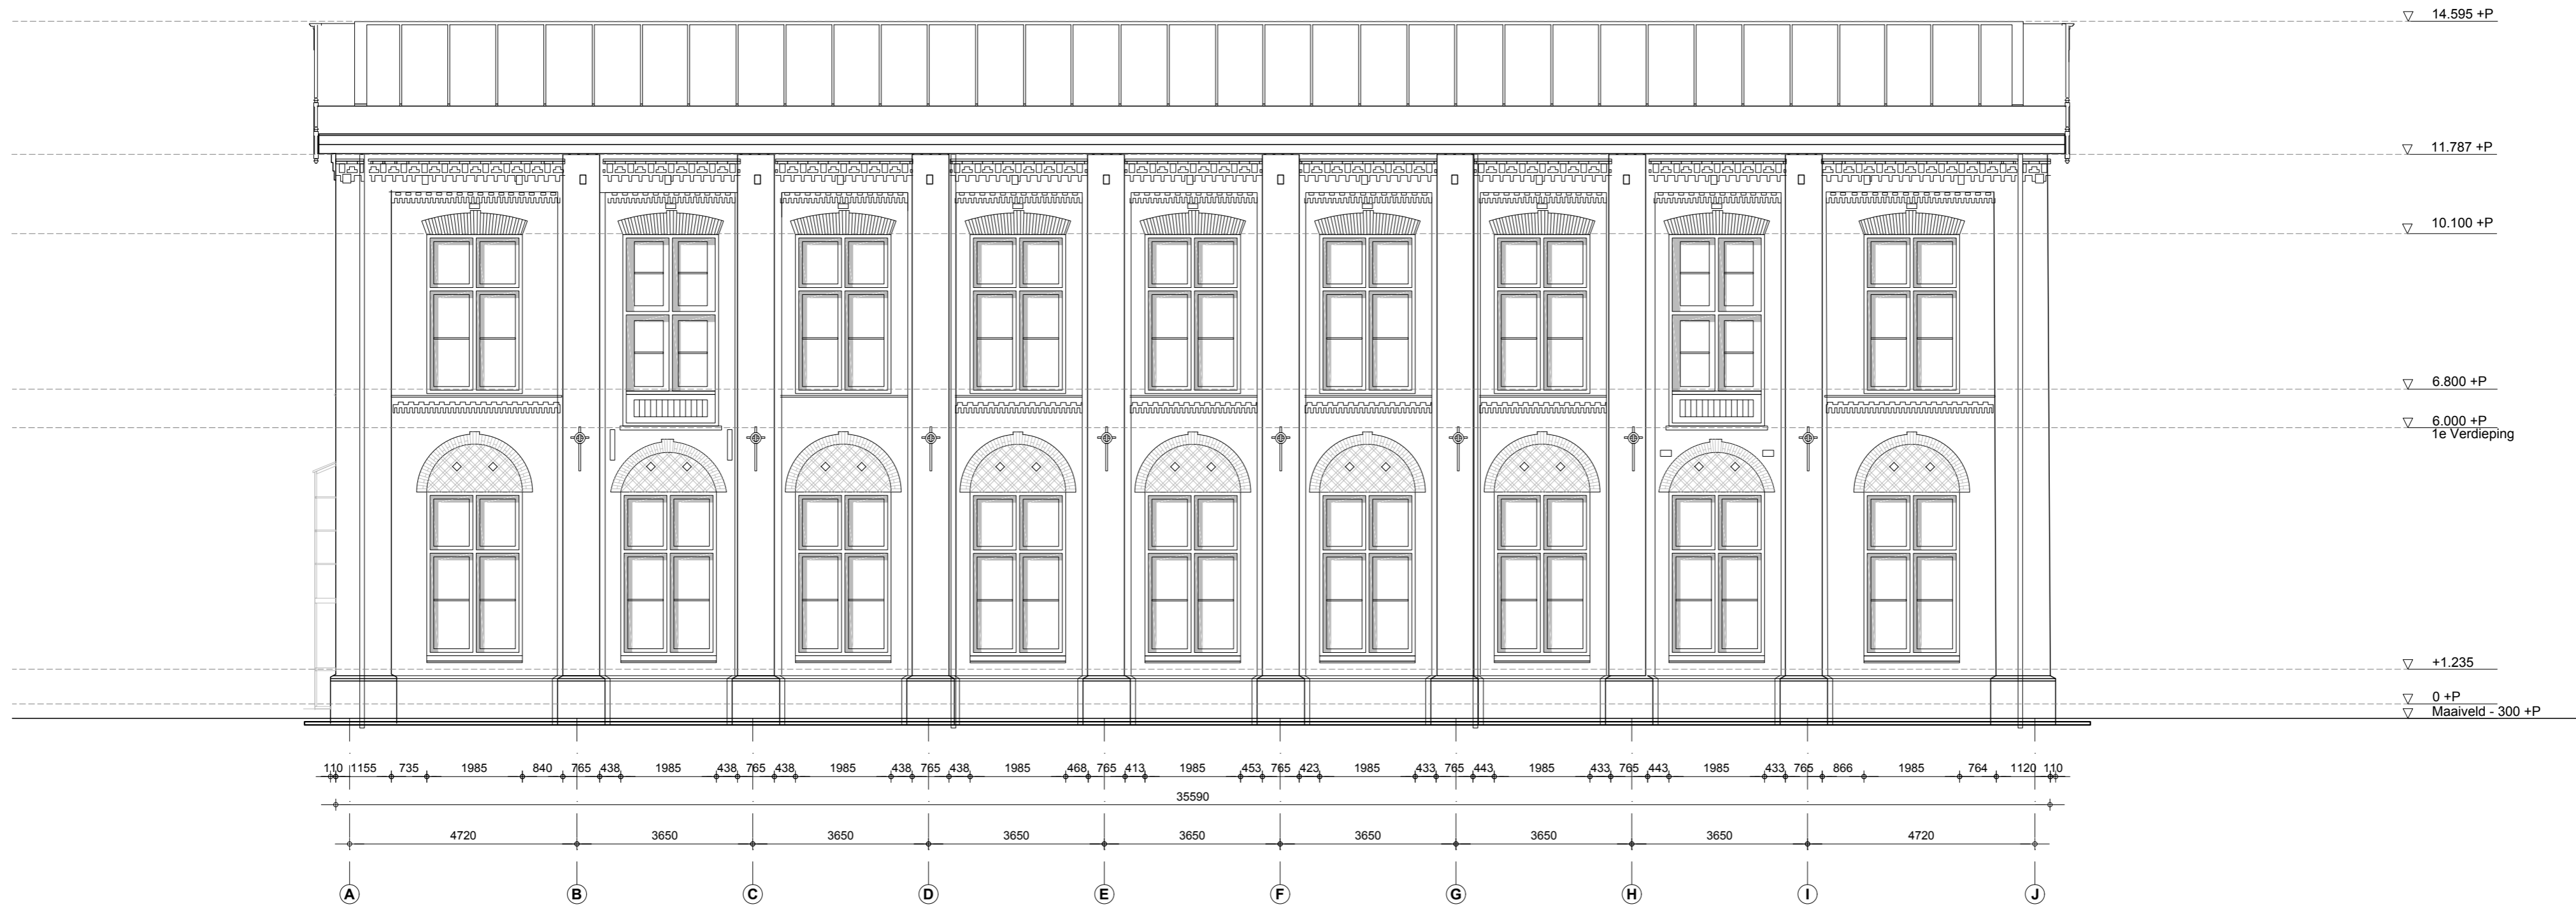 14.595 +P
11.787 +P
10.100 +P
6.800 +P
6.000 +P
1e Verdieping
+1.235
0 +P
Maaiveld - 300 +P
110 1155 735 1985 840 765 438 1985 438 765 438 1985 438 765 438 1985 468 765 413 1985 453 765 423 1985 433 765 443 1985 433 765 443 1985 433 765 866 1985 764 1120 110
35590
4720 3650 3650 3650 3650 3650 3650 3650 4720
A B C D E F G H I J